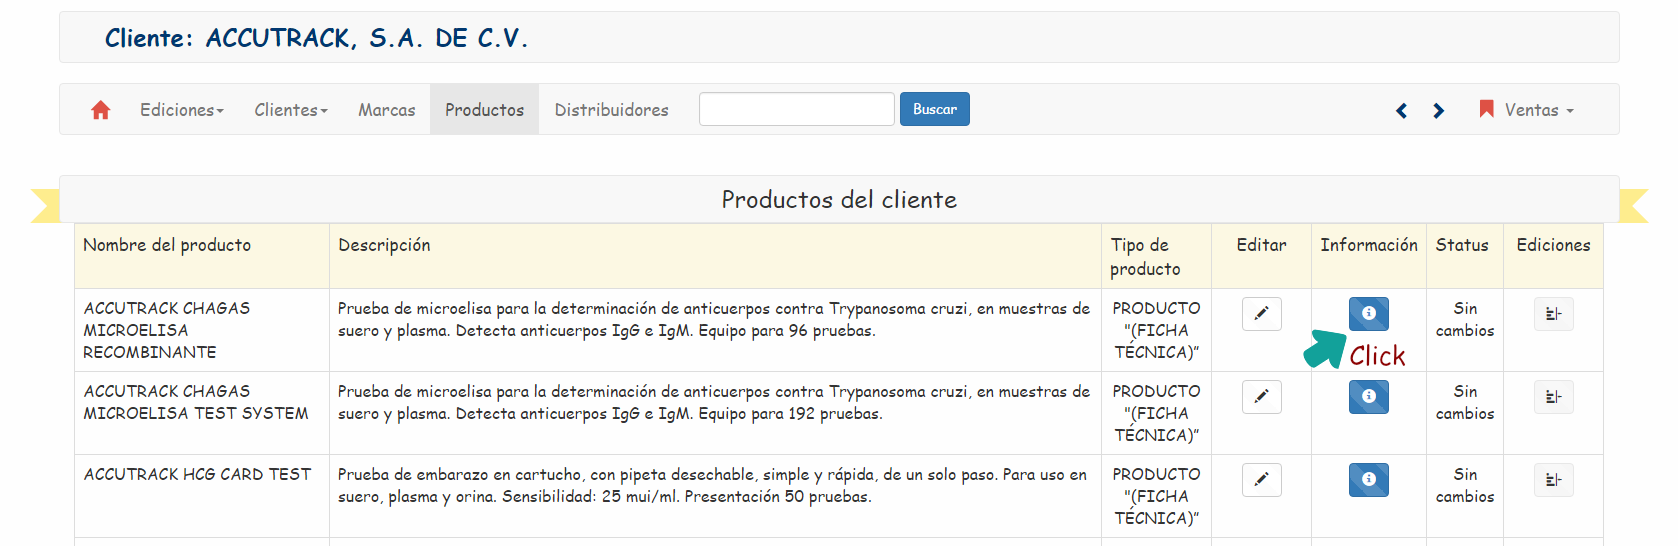 Cliente: ACCUTRACK, S.A. DE C.V.
Ediciones Clientes Marcas Productos Distribuidores Buscar Ventas
Productos del cliente
Nombre del producto Descripción Tipo de producto Editar Información Status Ediciones
ACCUTRACK CHAGAS
MICROELISA
RECOMBINANTE
Prueba de microelisa para la determinación de anticuerpos contra Trypanosoma cruzi, en muestras de
suero y plasma. Detecta anticuerpos IgG e IgM. Equipo para 96 pruebas.
PRODUCTO
"(FICHA
TÉCNICA)"
Sin
cambios
Click
ACCUTRACK CHAGAS
MICROELISA TEST SYSTEM
Prueba de microelisa para la determinación de anticuerpos contra Trypanosoma cruzi, en muestras de
suero y plasma. Detecta anticuerpos IgG e IgM. Equipo para 192 pruebas.
PRODUCTO
"(FICHA
TÉCNICA)"
Sin
cambios
ACCUTRACK HCG CARD TEST
Prueba de embarazo en cartucho, con pipeta desechable, simple y rápida, de un solo paso. Para uso en
suero, plasma y orina. Sensibilidad: 25 mui/ml. Presentación 50 pruebas.
PRODUCTO
"(FICHA
TÉCNICA)"
Sin
cambios